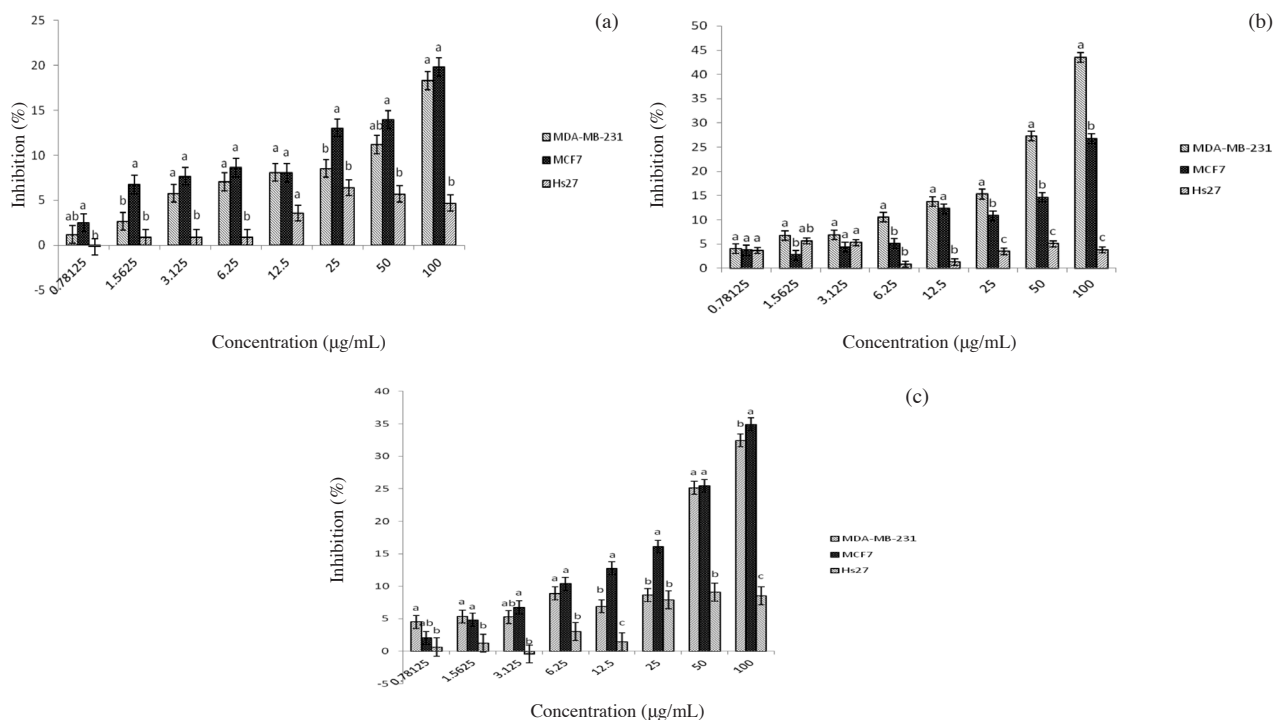 (a)
25
20
15
10
5
0
-5
Inhibition (%)
ab a b
b a b
a a b
a a b
a a a
b a b
ab a b
a a b
0.78125 1.5625 3.125 6.25 12.5 25 50 100
Concentration (µg/mL)
MDA-MB-231
MCF7
Hs27
(b)
50
45
40
35
30
25
20
15
10
5
0
Inhibition (%)
a a a
a b ab
a a a
a b b
a a b
a b c
a b c
a b c
0.78125 1.5625 3.125 6.25 12.5 25 50 100
Concentration (µg/mL)
MDA-MB-231
MCF7
Hs27
(c)
40
35
30
25
20
15
10
5
0
-5
Inhibition (%)
a ab b
a a b
ab a b
a a b
b a c
b a b
a a b
b a c
0.78125 1.5625 3.125 6.25 12.5 25 50 100
Concentration (µg/mL)
MDA-MB-231
MCF7
Hs27